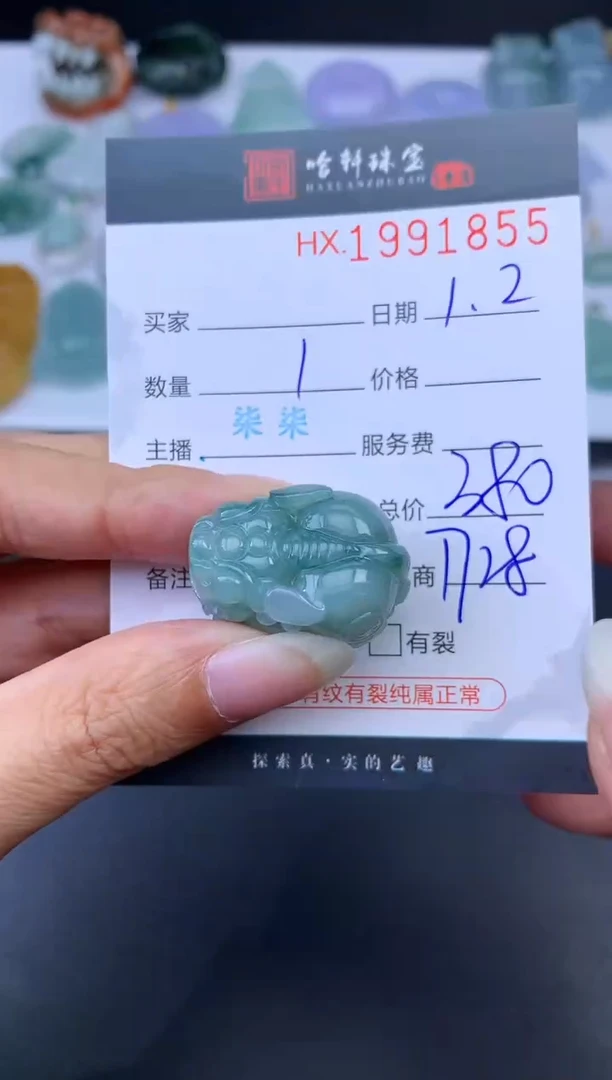 哈轩珠宝
HAXUANZHUBAO
HX.1991855
买家 日期 1.2
数量 1 价格
柒柒
主播 服务费
总价 380
备注 商 1728
有裂
有纹有裂纯属正常
探索真·实的艺趣